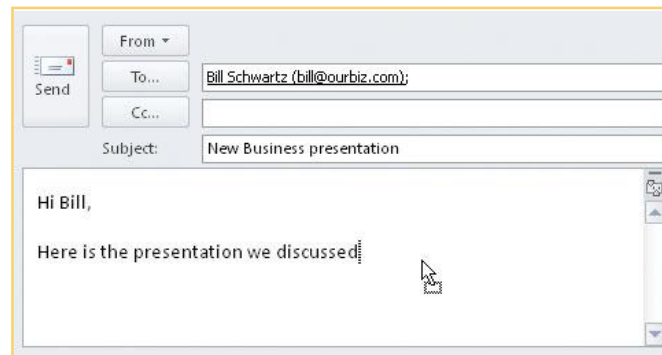 From
Send
To...
Bill Schwartz (bill@ourbiz.com);
Cc...
Subject:
New Business presentation
Hi Bill,
Here is the presentation we discussed